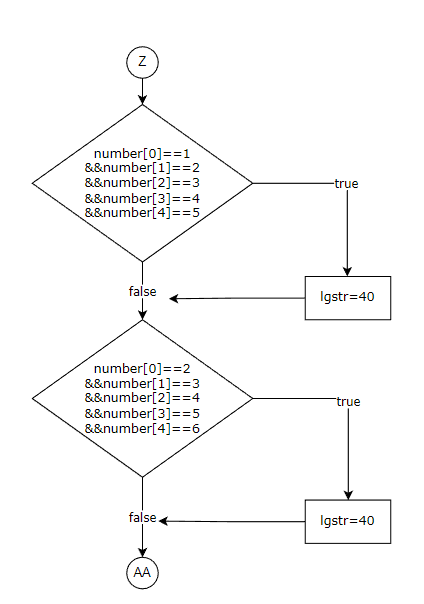 Z
number[0]==1
&&number[1]==2
&&number[2]==3
&&number[3]==4
&&number[4]==5
true
false
lgstr=40
number[0]==2
&&number[1]==3
&&number[2]==4
&&number[3]==5
&&number[4]==6
true
false
lgstr=40
AA